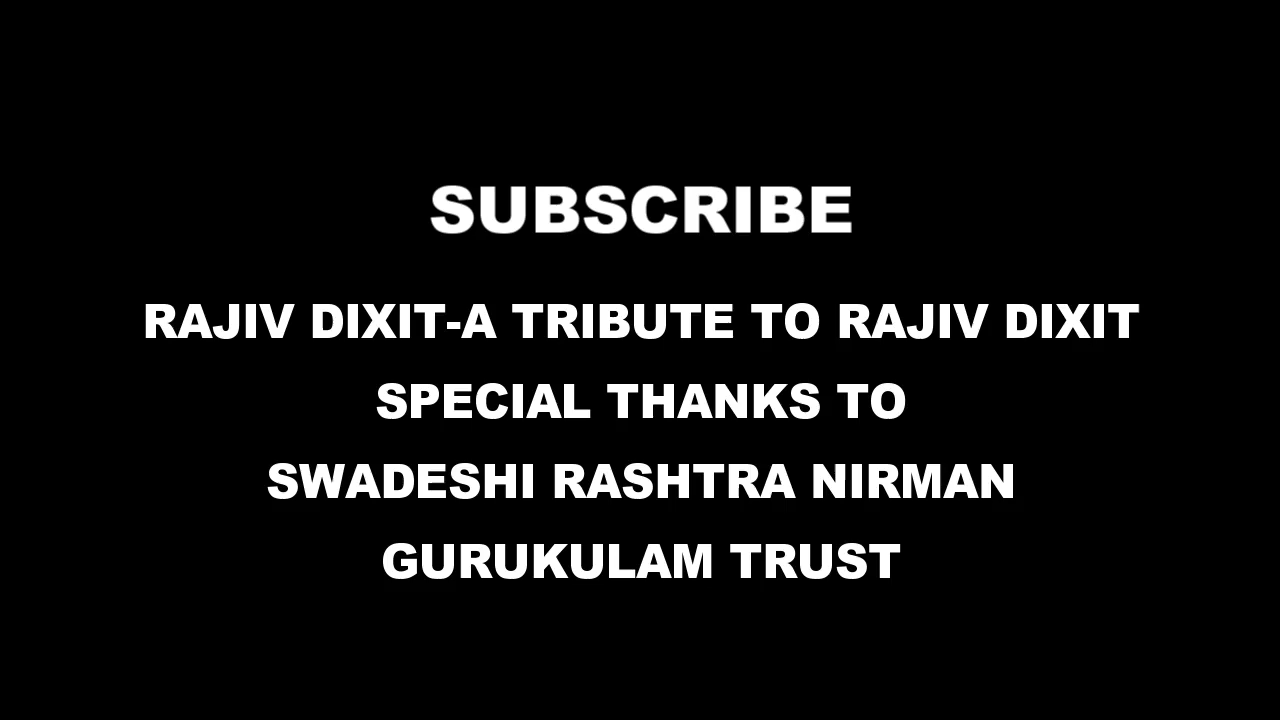 SUBSCRIBE
RAJIV DIXIT-A TRIBUTE TO RAJIV DIXIT
SPECIAL THANKS TO
SWADESHI RASHTRA NIRMAN
GURUKULAM TRUST